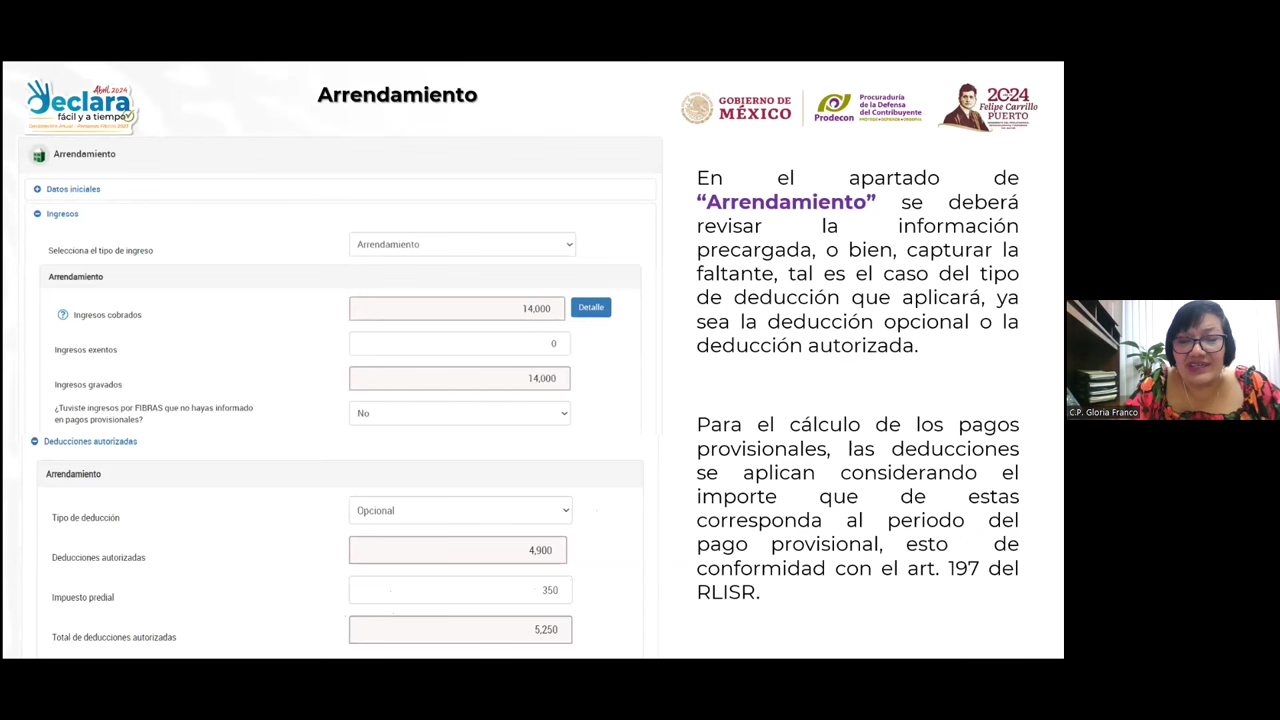 Abril 2024
Declara
fácil y a tiempo
Arrendamiento
GOBIERNO DE
MÉXICO
Prodecon
Procuraduría
de la Defensa
del Contribuyente
2024
Felipe Carrillo
PUERTO
Arrendamiento
Datos iniciales
Ingresos
Selecciona el tipo de ingreso
Arrendamiento
Arrendamiento
? Ingresos cobrados
14,000
Detalle
Ingresos exentos
0
Ingresos gravados
14,000
¿Tuviste ingresos por FIBRAS que no hayas informado
en pagos provisionales?
No
Deducciones autorizadas
Arrendamiento
Tipo de deducción
Opcional
Deducciones autorizadas
4,900
Impuesto predial
350
Total de deducciones autorizadas
5,250
En el apartado de
“Arrendamiento” se deberá
revisar la información
precargada, o bien, capturar la
faltante, tal es el caso del tipo
de deducción que aplicará, ya
sea la deducción opcional o la
deducción autorizada.
Para el cálculo de los pagos
provisionales, las deducciones
se aplican considerando el
importe que de estas
corresponda al periodo del
pago provisional, esto de
conformidad con el art. 197 del
RLISR.
C.P. Gloria Franco